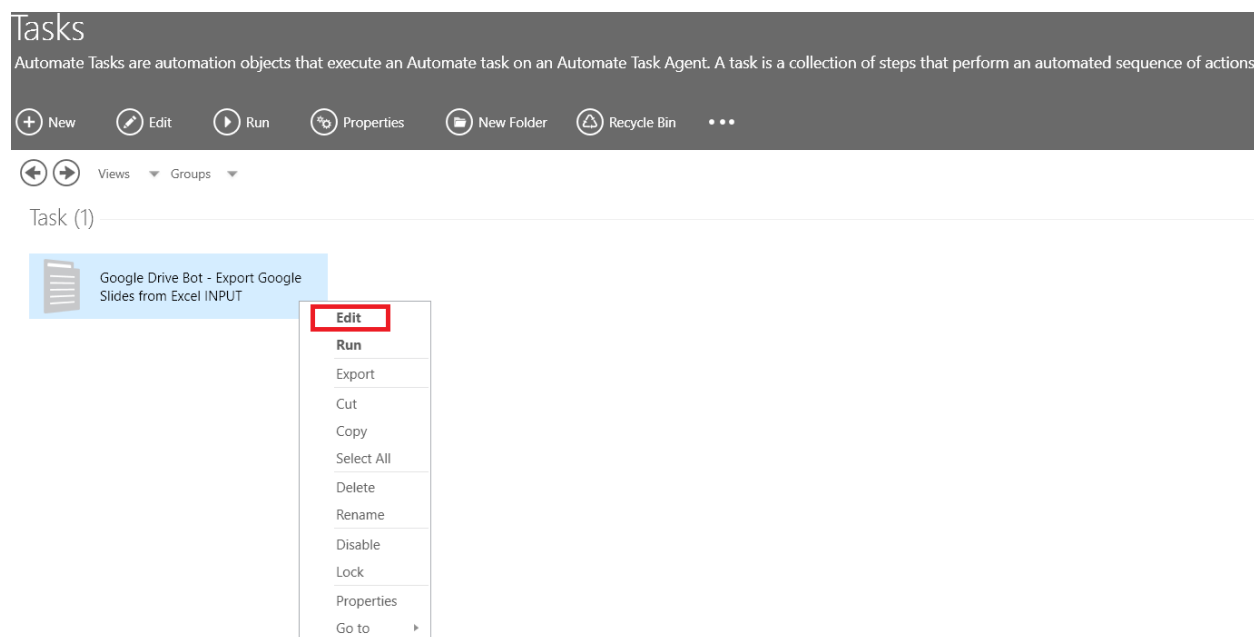 Tasks
Automate Tasks are automation objects that execute an Automate task on an Automate Task Agent. A task is a collection of steps that perform an automated sequence of actions
New Edit Run Properties New Folder Recycle Bin
Views Groups
Task (1)
Google Drive Bot - Export Google
Slides from Excel INPUT
Edit
Run
Export
Cut
Copy
Select All
Delete
Rename
Disable
Lock
Properties
Go to